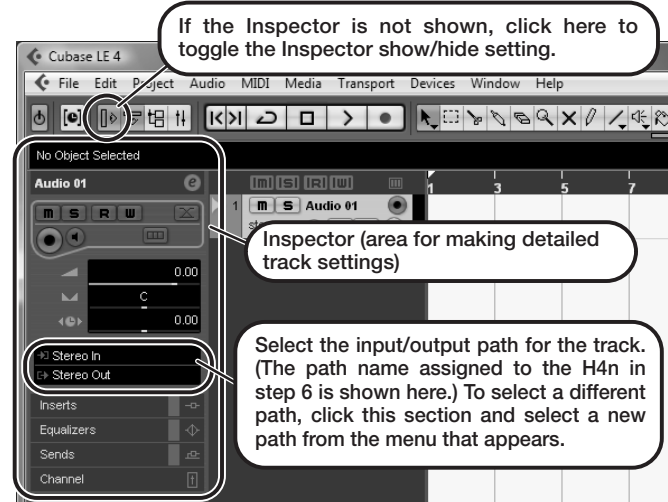 If the Inspector is not shown, click here to
toggle the Inspector show/hide setting.
Cubase LE 4
File Edit Project Audio MIDI Media Transport Devices Window Help
No Object Selected
Audio 01 e
m S R W
1 m S Audio 01
1 3 5 7
Inspector (area for making detailed
track settings)
0.00
C
0.00
Stereo In
Stereo Out
Select the input/output path for the track.
(The path name assigned to the H4n in
step 6 is shown here.) To select a different
path, click this section and select a new
path from the menu that appears.
Inserts
Equalizers
Sends
Channel